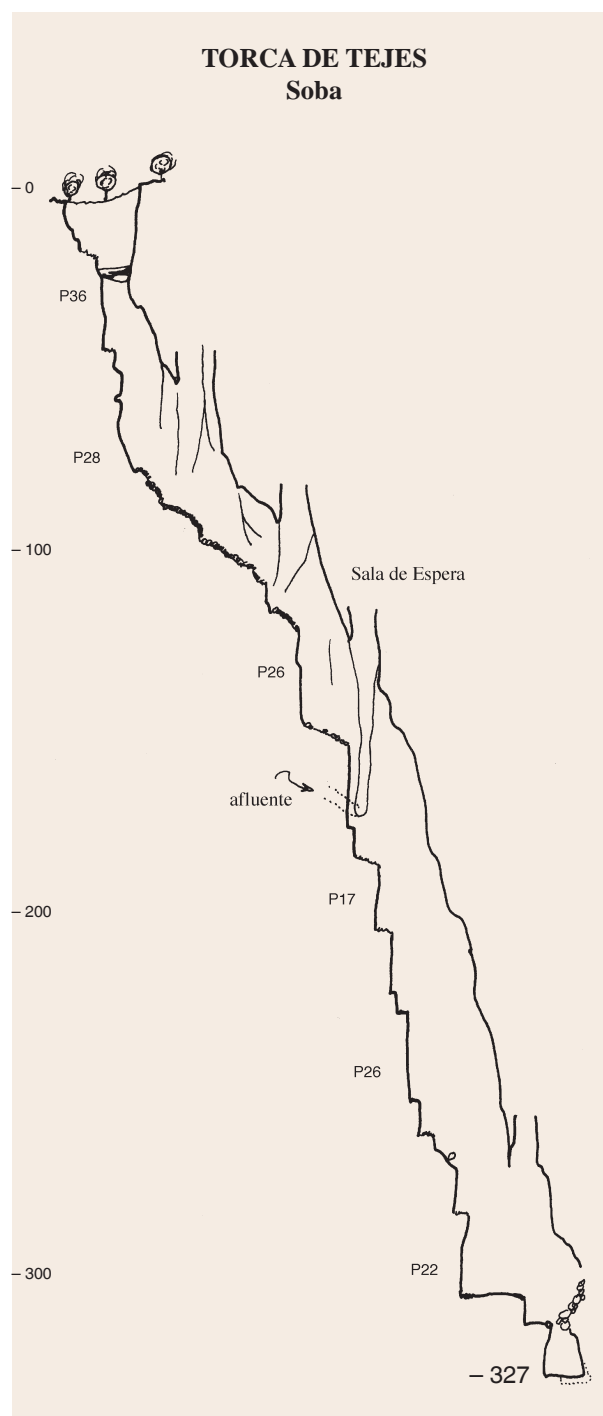 TORCA DE TEJES
Soba
– 0
P36
P28
– 100
Sala de Espera
P26
afluente
P17
– 200
P26
P22
– 300
– 327